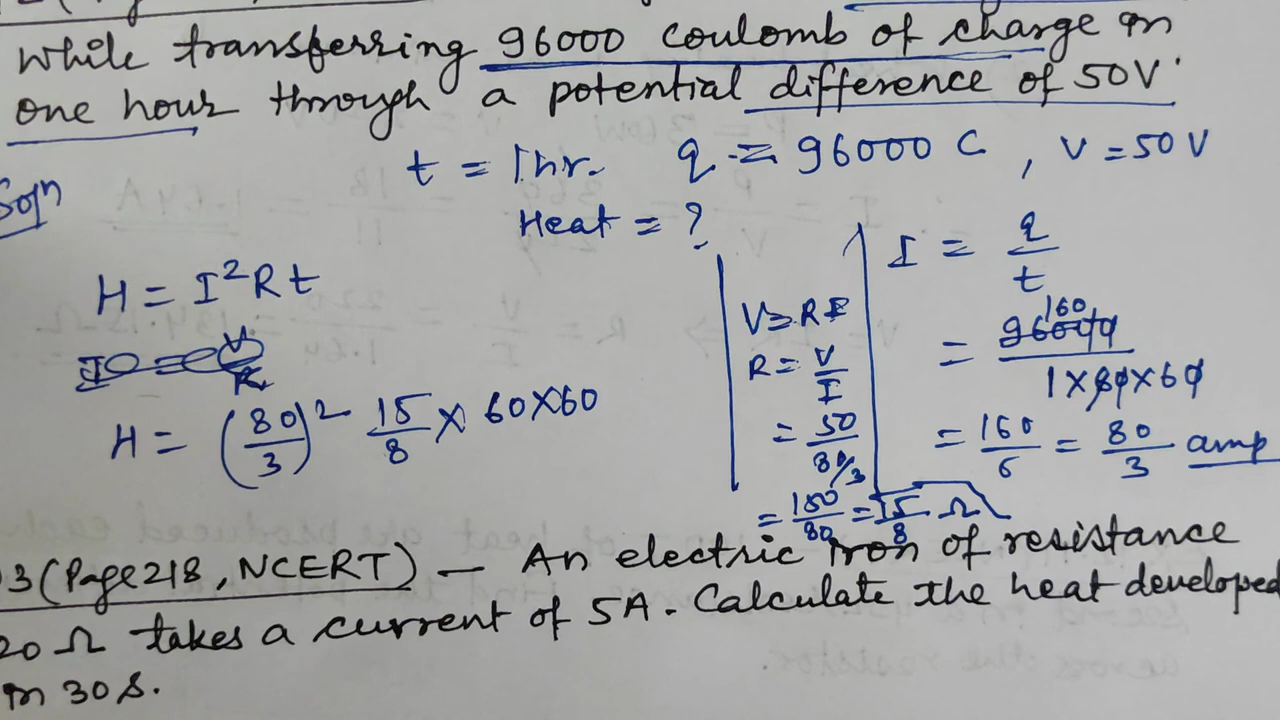 while transferring 96000 coulomb of charge in
one hour through a potential difference of 50V.
t = 1hr. q = 96000 C , V = 50 V
Soln
Heat = ?
H = I²Rt
H = (80/3)² 15/8 × 60×60
V = RI
R = V/I
= 50/80/3
= 150/80 = 15/8 Ω
I = q/t
160
= 96000/1×60×60
= 160/6 = 80/3 amp
3 (Page 218, NCERT) — An electric iron of resistance
20 Ω takes a current of 5A. Calculate the heat developed
in 30s.